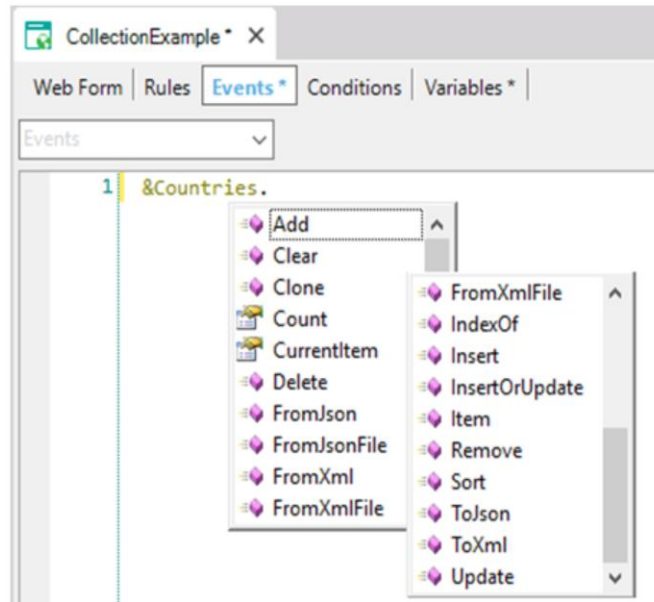 CollectionExample *
Web Form Rules Events * Conditions Variables *
Events
1 &Countries.
Add
Clear
Clone
Count
CurrentItem
Delete
FromJson
FromJsonFile
FromXml
FromXmlFile
FromXmlFile
IndexOf
Insert
InsertOrUpdate
Item
Remove
Sort
ToJson
ToXml
Update